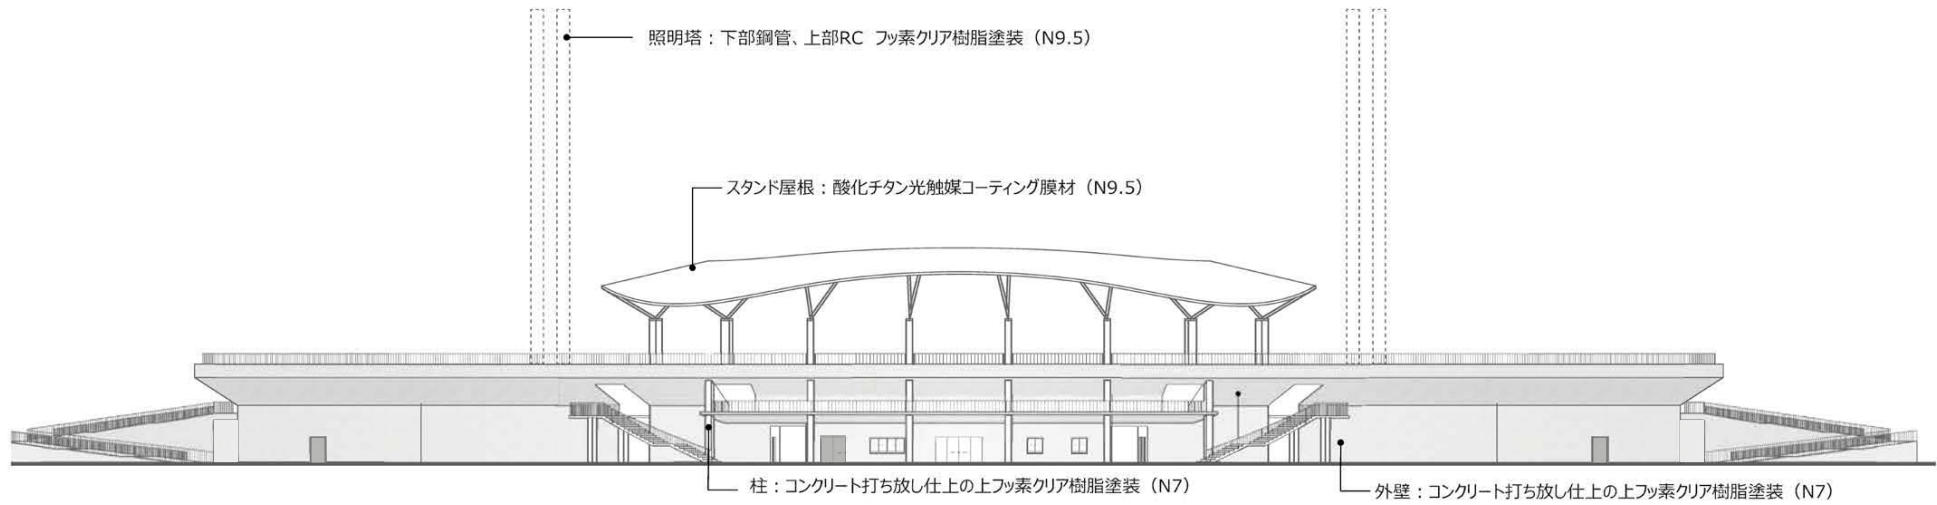 照明塔：下部鋼管、上部RC フッ素クリア樹脂塗装（N9.5）
スタンド屋根：酸化チタン光触媒コーティング膜材（N9.5）
柱：コンクリート打ち放し仕上の上フッ素クリア樹脂塗装（N7）
外壁：コンクリート打ち放し仕上の上フッ素クリア樹脂塗装（N7）